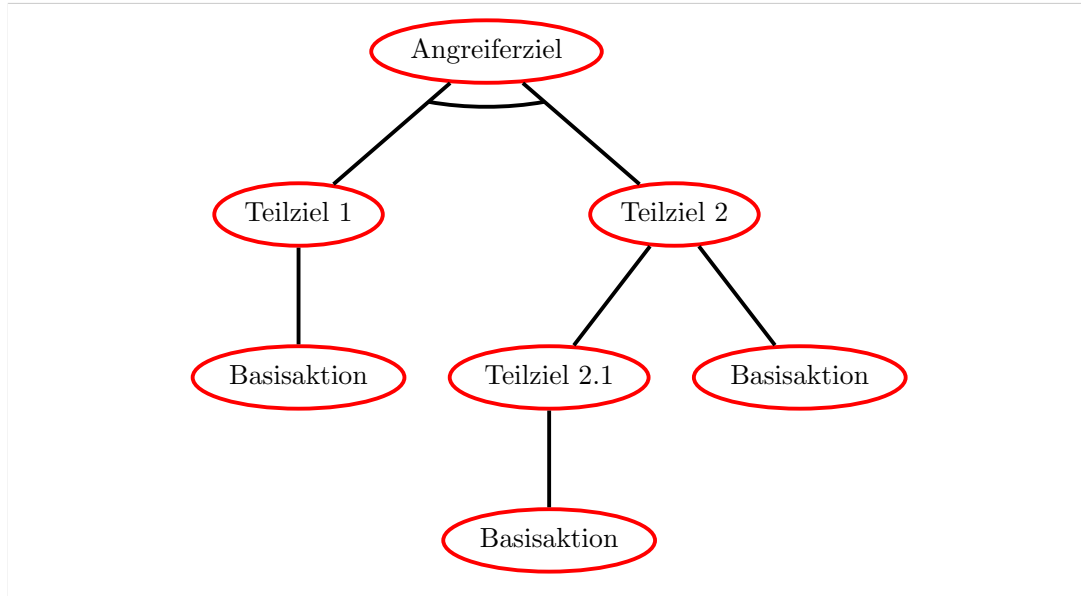 Angreiferziel
Teilziel 1
Teilziel 2
Basisaktion
Teilziel 2.1
Basisaktion
Basisaktion